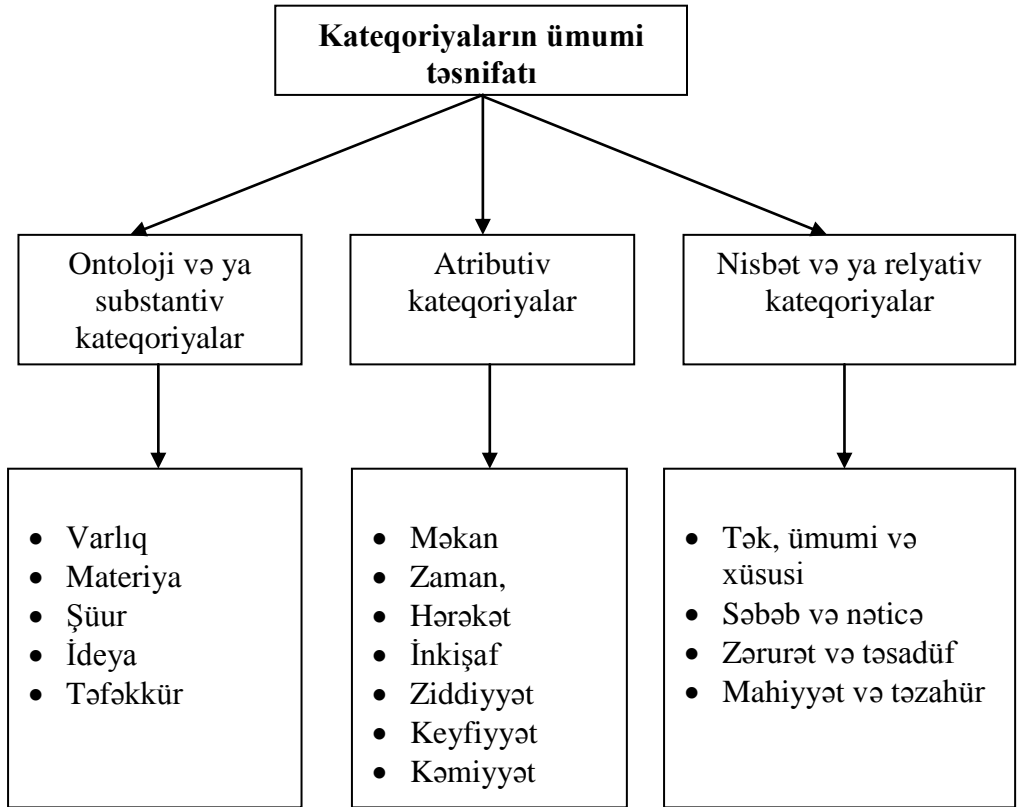 Kateqoriyaların ümumi
təsnifatı
Ontoloji və ya
substantiv
kateqoriyalar
Atributiv
kateqoriyalar
Nisbət və ya relyativ
kateqoriyalar
• Varlıq
• Materiya
• Şüur
• İdeya
• Təfəkkür
• Məkan
• Zaman,
• Hərəkət
• İnkişaf
• Ziddiyyət
• Keyfiyyət
• Kəmiyyət
• Tək, ümumi və
xüsusi
• Səbəb və nəticə
• Zərurət və təsadüf
• Mahiyyət və təzahür